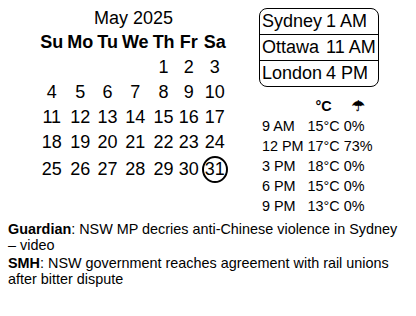 May 2025
Su Mo Tu We Th Fr Sa
1 2 3
4 5 6 7 8 9 10
11 12 13 14 15 16 17
18 19 20 21 22 23 24
25 26 27 28 29 30 31
Sydney 1 AM
Ottawa 11 AM
London 4 PM
°C ☂
9 AM 15°C 0%
12 PM 17°C 73%
3 PM 18°C 0%
6 PM 15°C 0%
9 PM 13°C 0%
Guardian: NSW MP decries anti-Chinese violence in Sydney
– video
SMH: NSW government reaches agreement with rail unions
after bitter dispute